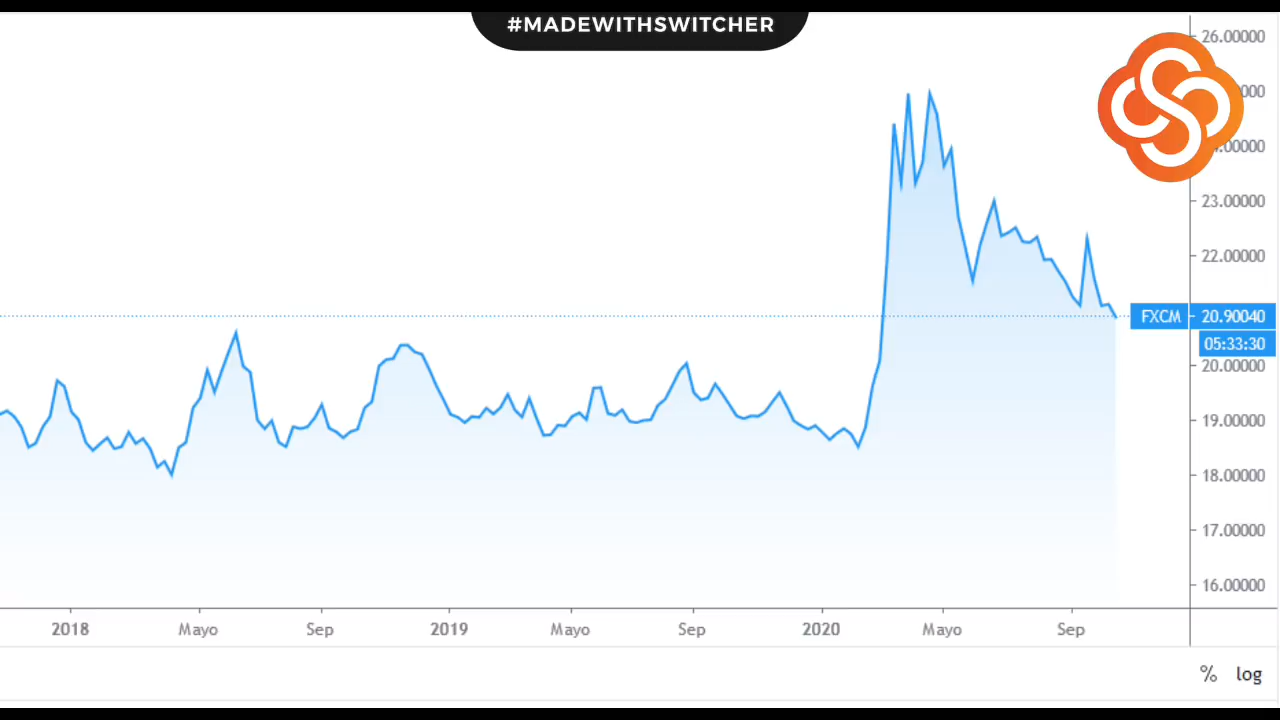 #MADEWITHSWITCHER
26.00000
23.00000
22.00000
FXCM 20.90040
05:33:30
20.00000
19.00000
18.00000
17.00000
16.00000
2018 Mayo Sep 2019 Mayo Sep 2020 Mayo Sep
% log